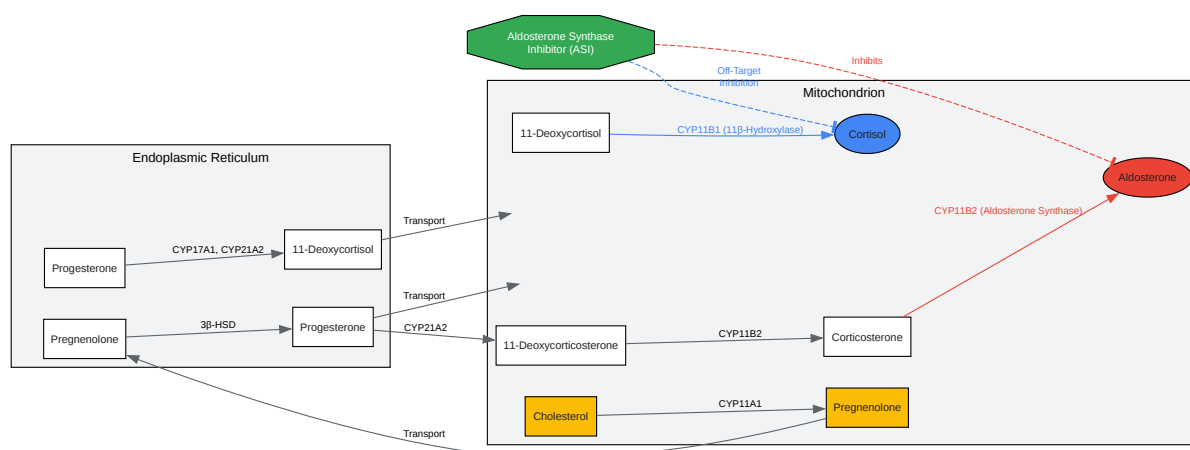 Aldosterone Synthase
Inhibitor (ASI)
Inhibits
Off-Target
Inhibition
Mitochondrion
11-Deoxycortisol
CYP11B1 (11β-Hydroxylase)
Cortisol
Endoplasmic Reticulum
Aldosterone
CYP11B2 (Aldosterone Synthase)
Transport
CYP17A1, CYP21A2
11-Deoxycortisol
Progesterone
Transport
3β-HSD
Progesterone
CYP21A2
Pregnenolone
11-Deoxycorticosterone
CYP11B2
Corticosterone
Cholesterol
CYP11A1
Pregnenolone
Transport